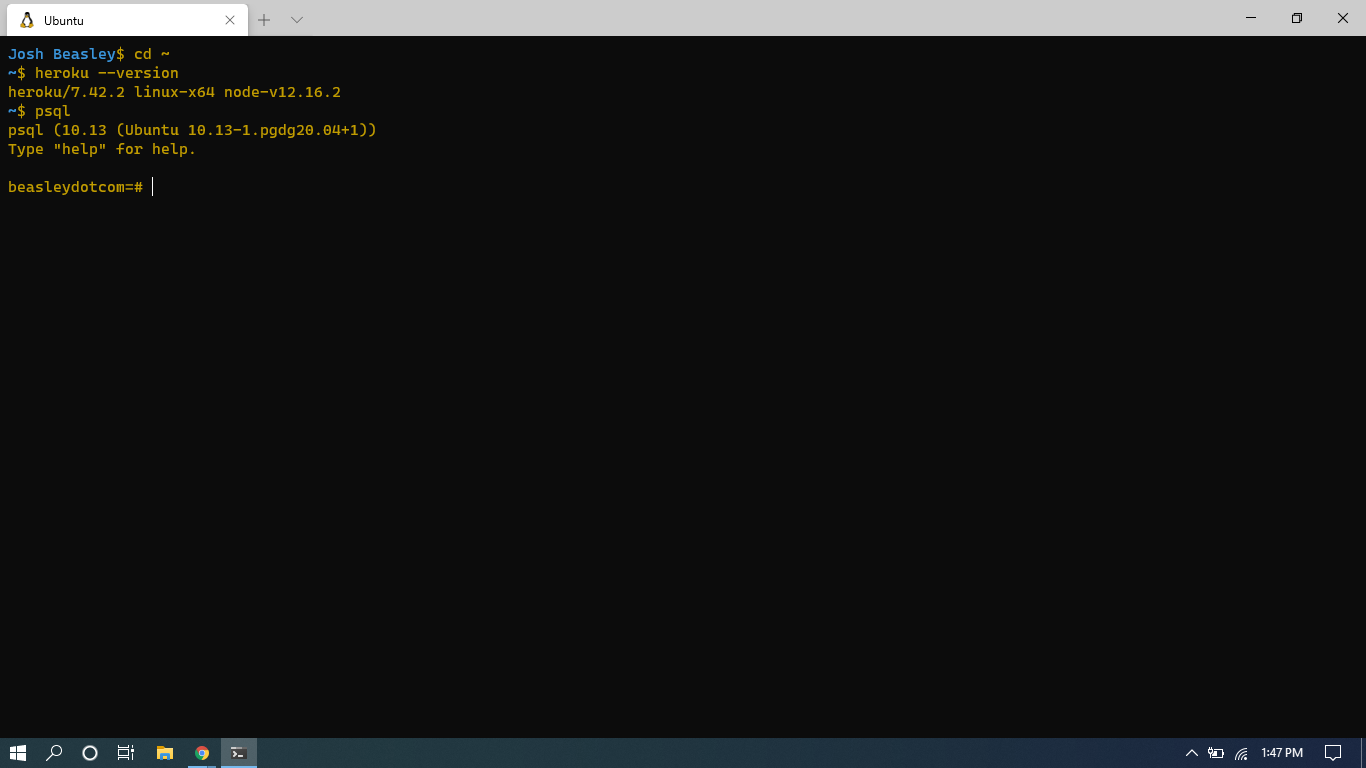 Ubuntu
Josh Beasley$ cd ~
~$ heroku --version
heroku/7.42.2 linux-x64 node-v12.16.2
~$ psql
psql (10.13 (Ubuntu 10.13-1.pgdg20.04+1))
Type "help" for help.
beasleydotcom=#
1:47 PM